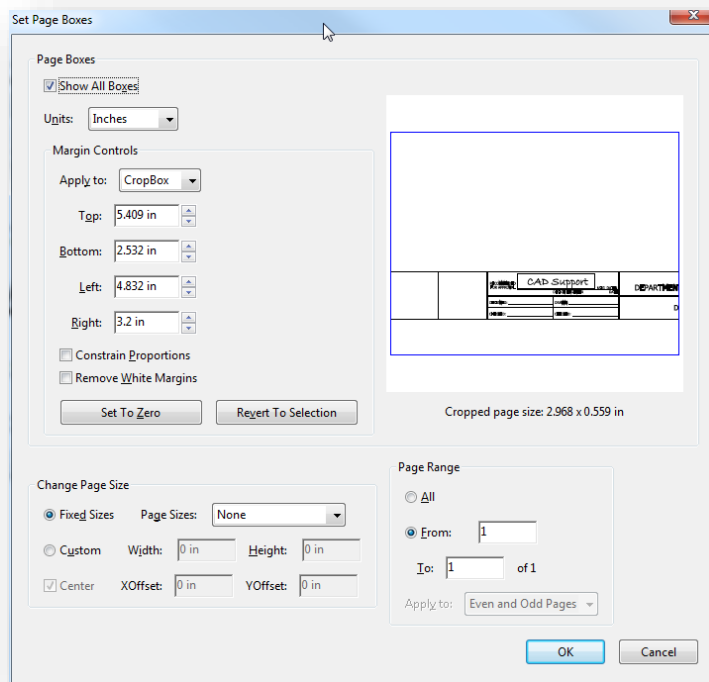 Set Page Boxes
Page Boxes
Show All Boxes
Units: Inches
Margin Controls
Apply to: CropBox
Top: 5.409 in
Bottom: 2.532 in
Left: 4.832 in
Right: 3.2 in
Constrain Proportions
Remove White Margins
Set To Zero
Revert To Selection
CAD Support
DEPARTMENT
D
Cropped page size: 2.968 x 0.559 in
Change Page Size
Fixed Sizes Page Sizes: None
Custom Width: 0 in Height: 0 in
Center XOffset: 0 in YOffset: 0 in
Page Range
All
From: 1
To: 1 of 1
Apply to: Even and Odd Pages
OK
Cancel